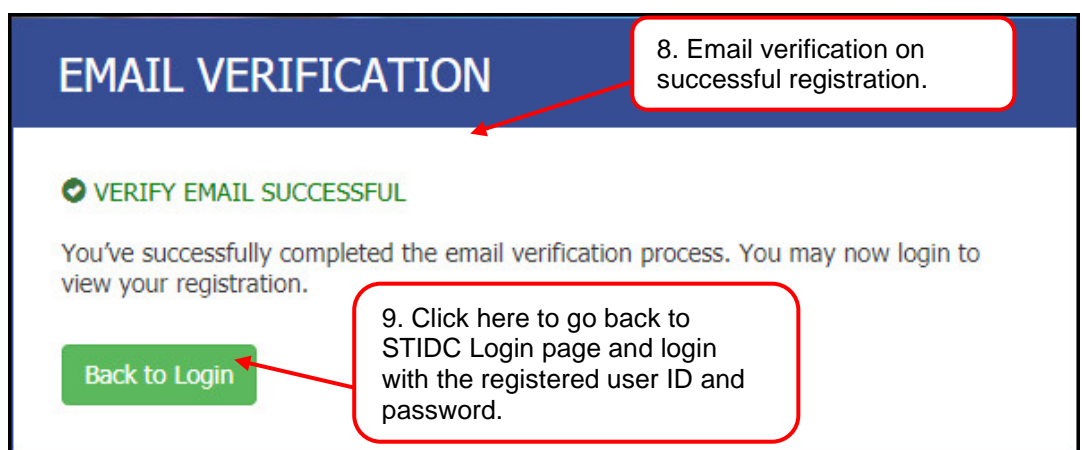 EMAIL VERIFICATION
8. Email verification on
successful registration.
VERIFY EMAIL SUCCESSFUL
You've successfully completed the email verification process. You may now login to
view your registration.
9. Click here to go back to
STIDC Login page and login
with the registered user ID and
password.
Back to Login